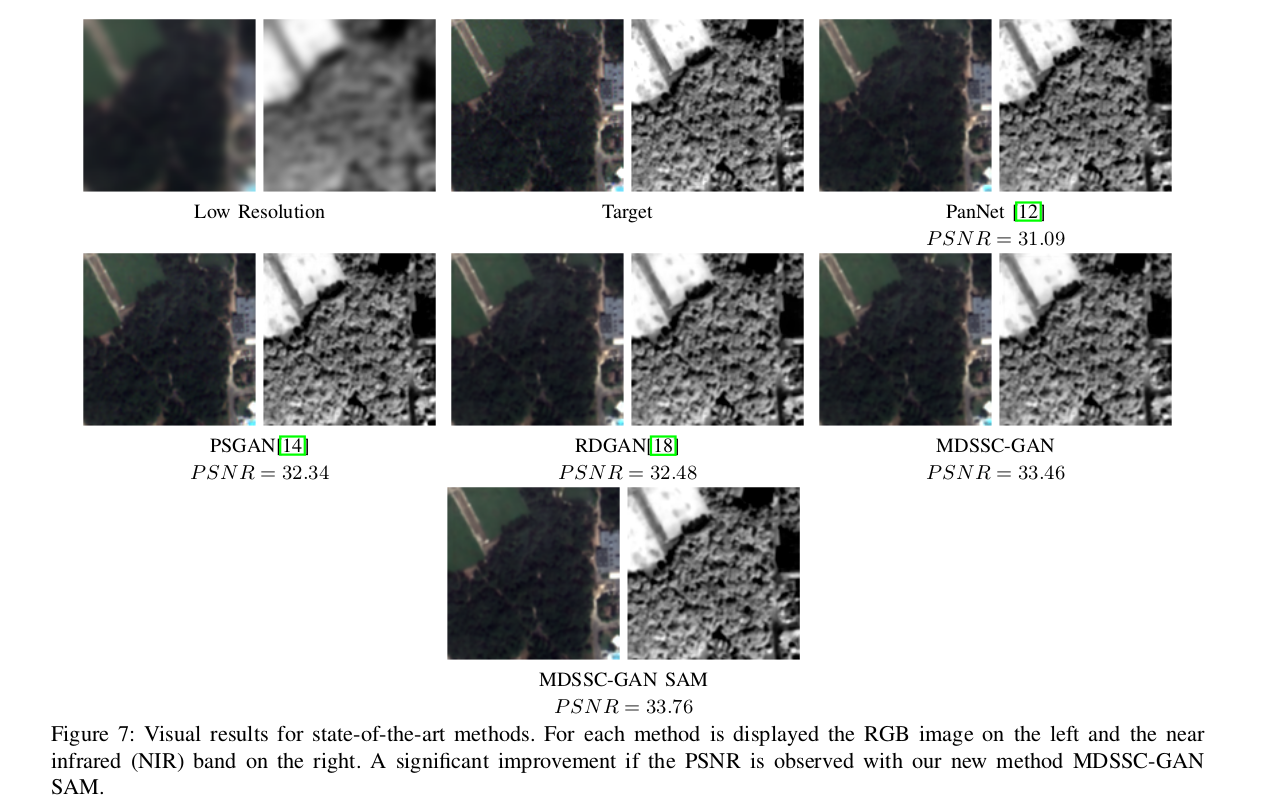 Low Resolution
Target
PanNet [12]
PSNR = 31.09
PSGAN[14]
PSNR = 32.34
RDGAN[18]
PSNR = 32.48
MDSSC-GAN
PSNR = 33.46
MDSSC-GAN SAM
PSNR = 33.76
Figure 7: Visual results for state-of-the-art methods. For each method is displayed the RGB image on the left and the near
infrared (NIR) band on the right. A significant improvement if the PSNR is observed with our new method MDSSC-GAN
SAM.